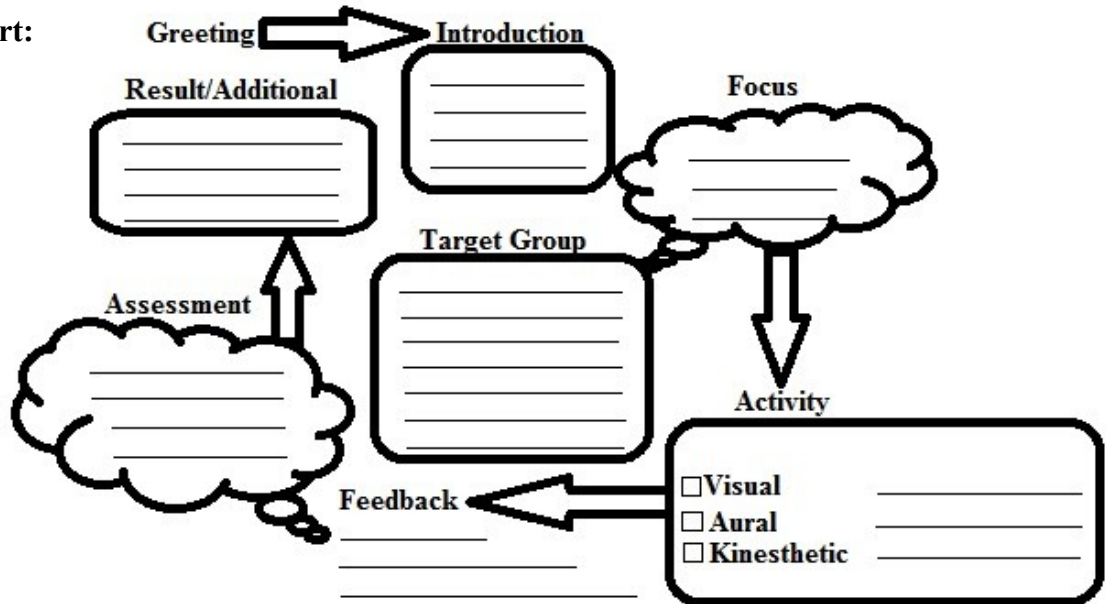 rt:
Greeting
Introduction
Result/Additional
Focus
Target Group
Assessment
Activity
Visual
Aural
Kinesthetic
Feedback